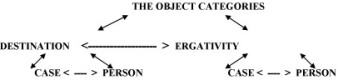 THE OBJECT CATEGORIES
DESTINATION <---------------------- > ERGATIVITY
CASE < ---- > PERSON CASE < ---- > PERSON